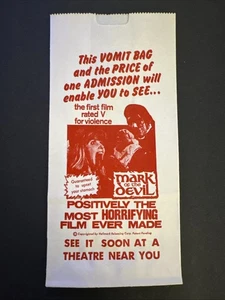 This VOMIT BAG
and the PRICE of
one ADMISSION will
enable YOU to SEE...
the first film
rated V
for violence
Guaranteed
to upset
your stomach
MARK
OF THE
DEVIL
POSITIVELY THE
MOST HORRIFYING
FILM EVER MADE
SEE IT SOON AT A
THEATRE NEAR YOU